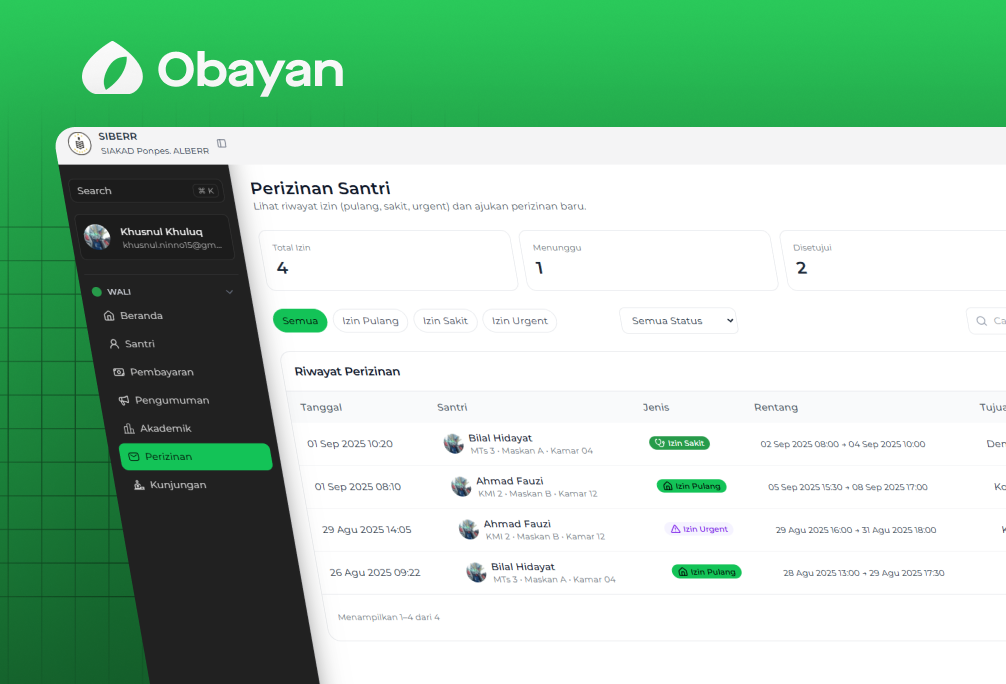 Obayan
SIBERR
SIAKAD Ponpes. ALBERR
Search
⌘ K
Khusnul Khuluq
khusnul.ninno15@gm...
WALI
Beranda
Santri
Pembayaran
Pengumuman
Akademik
Perizinan
Kunjungan
Perizinan Santri
Lihat riwayat izin (pulang, sakit, urgent) dan ajukan perizinan baru.
Total Izin
4
Menunggu
1
Disetujui
2
Semua Izin Pulang Izin Sakit Izin Urgent Semua Status
Riwayat Perizinan
Tanggal Santri Jenis Rentang
01 Sep 2025 10:20 Bilal Hidayat Izin Sakit 02 Sep 2025 08:00 → 04 Sep 2025 10:00
MTs 3 • Maskan A • Kamar 04
01 Sep 2025 08:10 Ahmad Fauzi Izin Pulang 05 Sep 2025 15:30 → 08 Sep 2025 17:00
KMI 2 • Maskan B • Kamar 12
29 Agu 2025 14:05 Ahmad Fauzi Izin Urgent 29 Agu 2025 16:00 → 31 Agu 2025 18:00
KMI 2 • Maskan B • Kamar 12
26 Agu 2025 09:22 Bilal Hidayat Izin Pulang 28 Agu 2025 13:00 → 29 Agu 2025 17:30
MTs 3 • Maskan A • Kamar 04
Menampilkan 1–4 dari 4